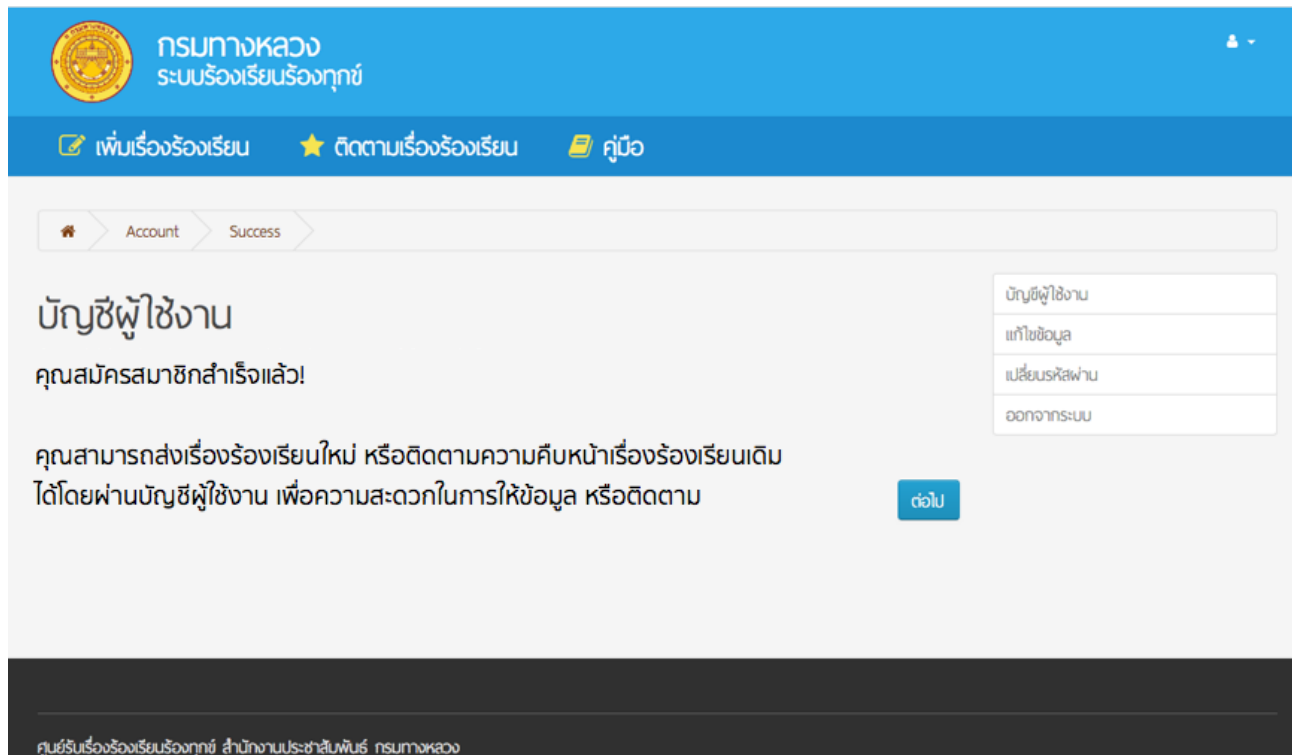 กรมทางหลวง
ระบบร้องเรียนร้องทุกข์
เพิ่มเรื่องร้องเรียน
ติดตามเรื่องร้องเรียน
คู่มือ
Account
Success
บัญชีผู้ใช้งาน
คุณสมัครสมาชิกสำเร็จแล้ว!
คุณสามารถส่งเรื่องร้องเรียนใหม่ หรือติดตามความคืบหน้าเรื่องร้องเรียนเดิม
ได้โดยผ่านบัญชีผู้ใช้งาน เพื่อความสะดวกในการให้ข้อมูล หรือติดตาม
ต่อไป
บัญชีผู้ใช้งาน
แก้ไขข้อมูล
เปลี่ยนรหัสผ่าน
ออกจากระบบ
ศูนย์รับเรื่องร้องเรียนร้องทุกข์ สำนักงานประชาสัมพันธ์ กรมทางหลวง